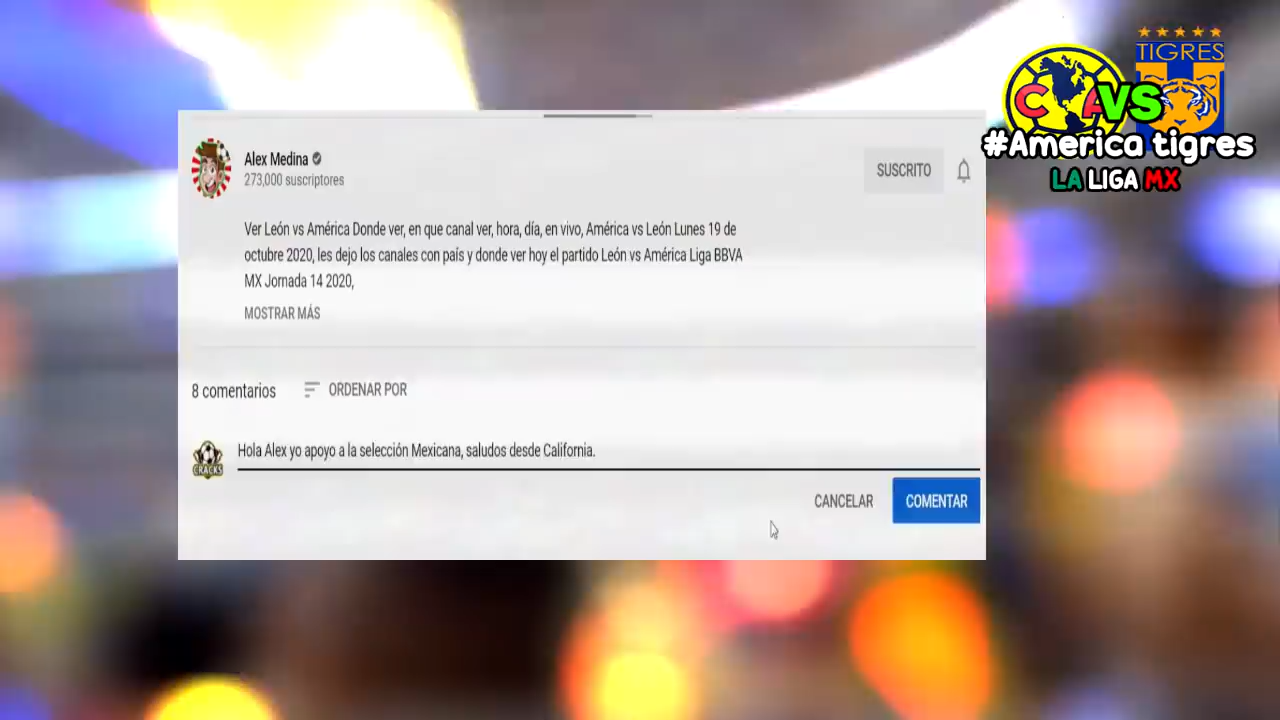 TIGRES
CA VS
#America tigres
LA LIGA MX
Alex Medina
273,000 suscriptores
SUSCRITO
Ver León vs América Donde ver, en que canal ver, hora, día, en vivo, América vs León Lunes 19 de
octubre 2020, les dejo los canales con país y donde ver hoy el partido León vs América Liga BBVA
MX Jornada 14 2020,
MOSTRAR MÁS
8 comentarios
ORDENAR POR
CRACKS
Hola Alex yo apoyo a la selección Mexicana, saludos desde California.
CANCELAR
COMENTAR